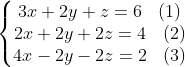 3x + 2y + z = 6 (1)
2x + 2y + 2z = 4 (2)
4x - 2y - 2z = 2 (3)